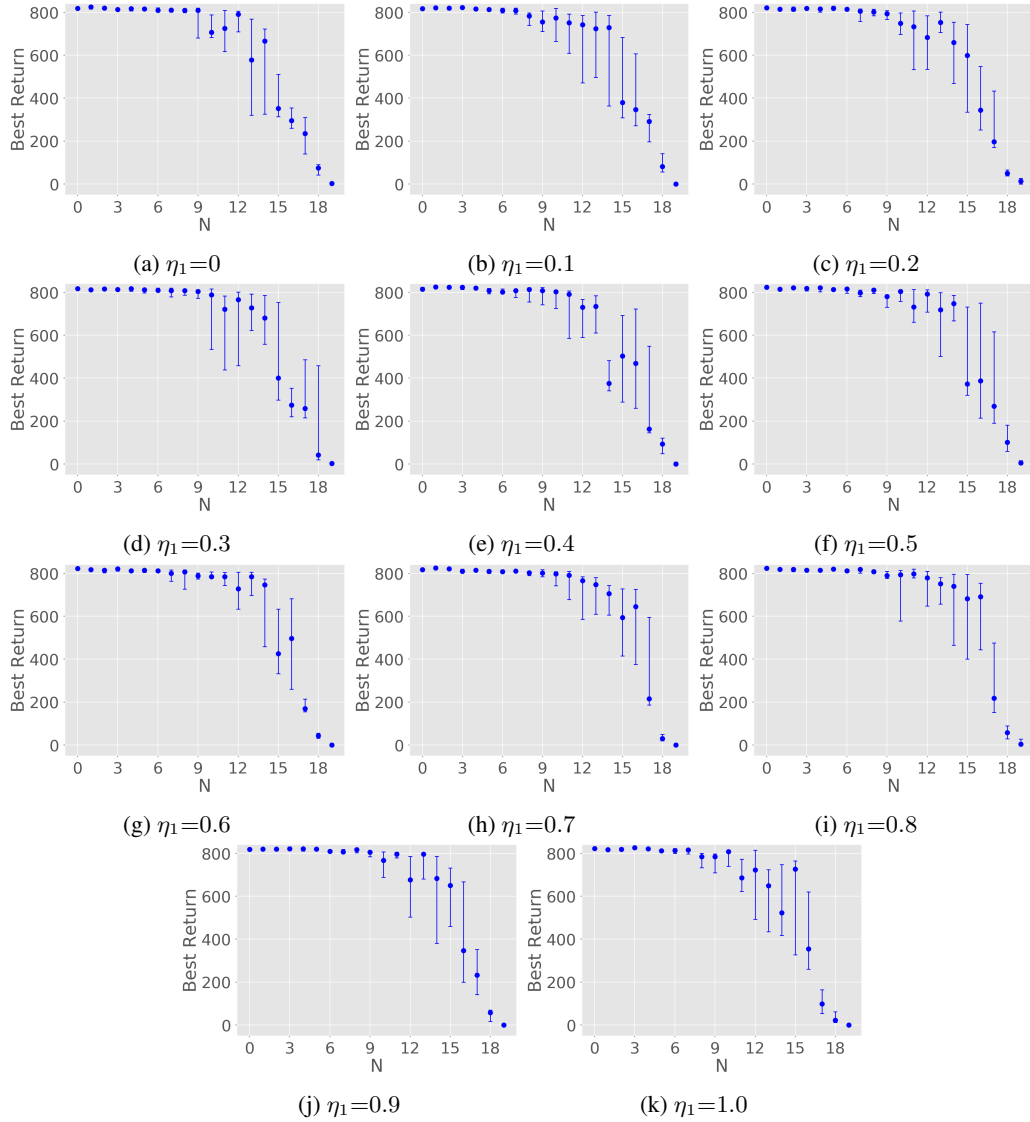 800
600
400
200
0
Best Return
0 3 6 9 12 15 18
N
800
600
400
200
0
Best Return
0 3 6 9 12 15 18
N
800
600
400
200
0
Best Return
0 3 6 9 12 15 18
N
(a) η₁=0 (b) η₁=0.1 (c) η₁=0.2
800
600
400
200
0
Best Return
0 3 6 9 12 15 18
N
800
600
400
200
0
Best Return
0 3 6 9 12 15 18
N
800
600
400
200
0
Best Return
0 3 6 9 12 15 18
N
(d) η₁=0.3 (e) η₁=0.4 (f) η₁=0.5
800
600
400
200
0
Best Return
0 3 6 9 12 15 18
N
800
600
400
200
0
Best Return
0 3 6 9 12 15 18
N
800
600
400
200
0
Best Return
0 3 6 9 12 15 18
N
(g) η₁=0.6 (h) η₁=0.7 (i) η₁=0.8
800
600
400
200
0
Best Return
0 3 6 9 12 15 18
N
800
600
400
200
0
Best Return
0 3 6 9 12 15 18
N
(j) η₁=0.9 (k) η₁=1.0